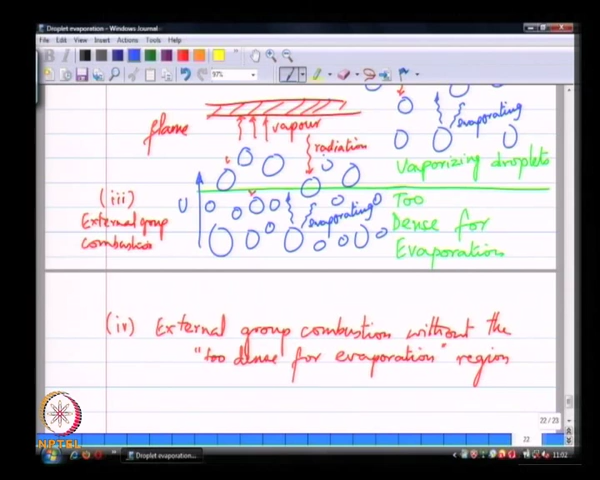 Droplet evaporation - Windows Journal
File Edit View Insert Actions Tools Help
97%
flame
vapour
radiation
evaporating
Vaporizing droplets
(iii)
External group
combustion
U
evaporating
Too
Dense for
Evaporation
(iv) External group combustion without the
"too dense for evaporation" region
22 / 23
22
NPTEL
Droplet evaporation...
11:02